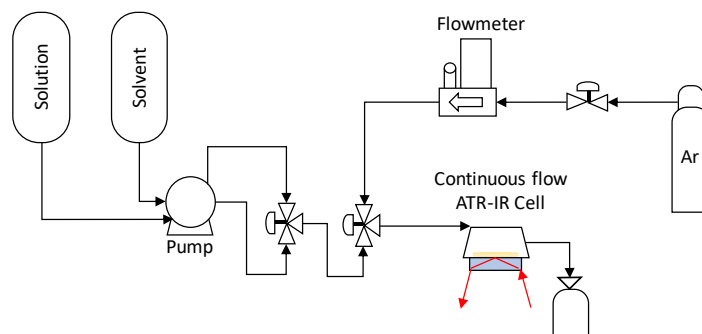 Flowmeter
Solution
Solvent
Ar
Continuous flow
ATR-IR Cell
Pump